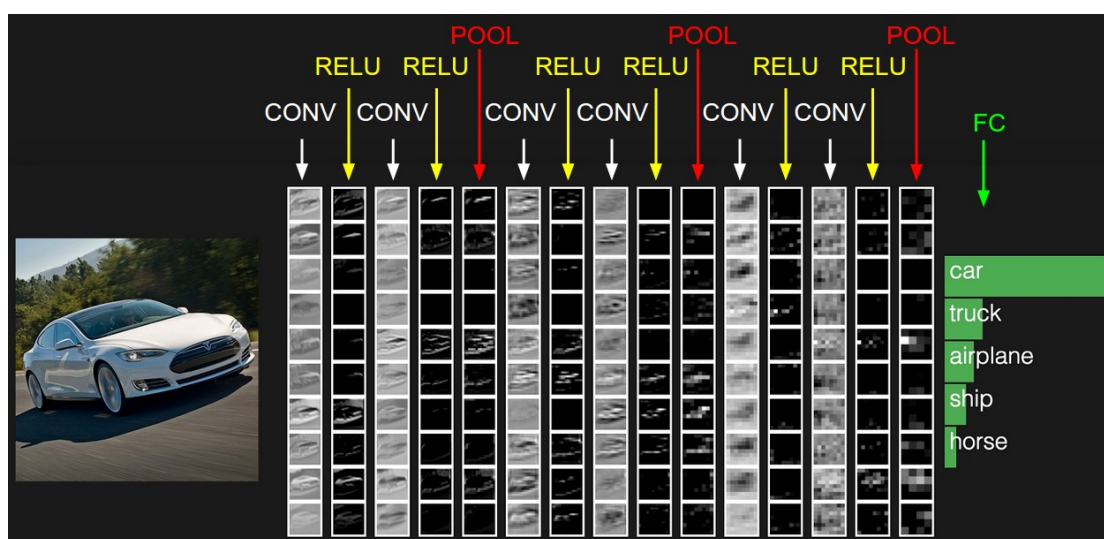 POOL POOL POOL
RELU RELU RELU RELU RELU RELU
CONV CONV CONV CONV CONV CONV
FC
car
truck
airplane
ship
horse